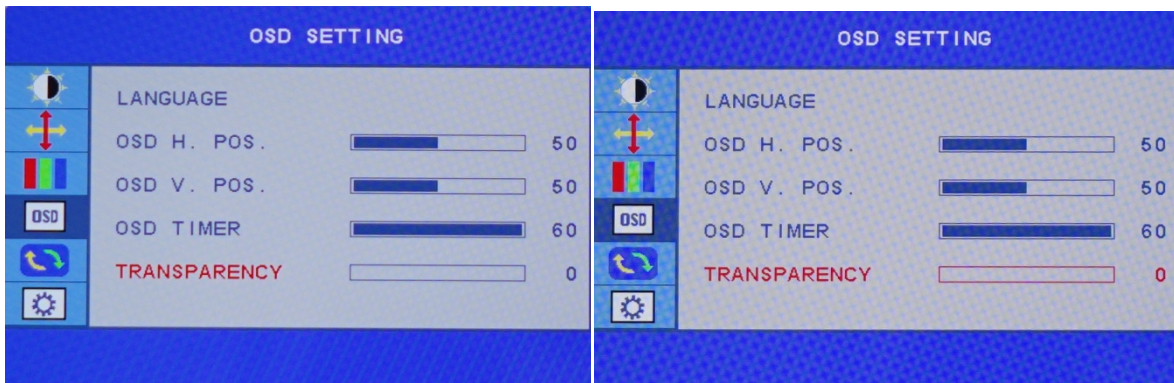 OSD SETTING
LANGUAGE
OSD H. POS. 50
OSD V. POS. 50
OSD TIMER 60
TRANSPARENCY 0
OSD
OSD SETTING
LANGUAGE
OSD H. POS. 50
OSD V. POS. 50
OSD TIMER 60
TRANSPARENCY 0
OSD